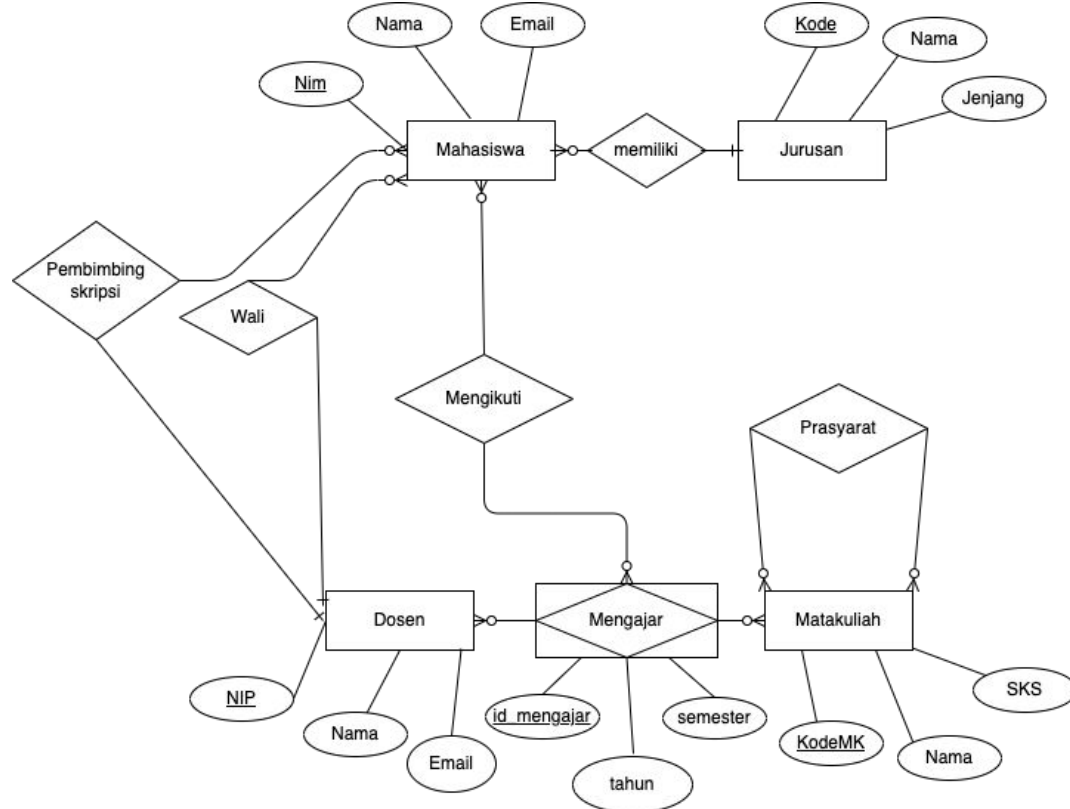 Nama
Email
Kode
Nama
Nim
Jenjang
Mahasiswa
memiliki
Jurusan
Pembimbing
skripsi
Wali
Mengikuti
Prasyarat
Dosen
Mengajar
Matakuliah
NIP
Nama
Email
id_mengajar
semester
tahun
KodeMK
Nama
SKS